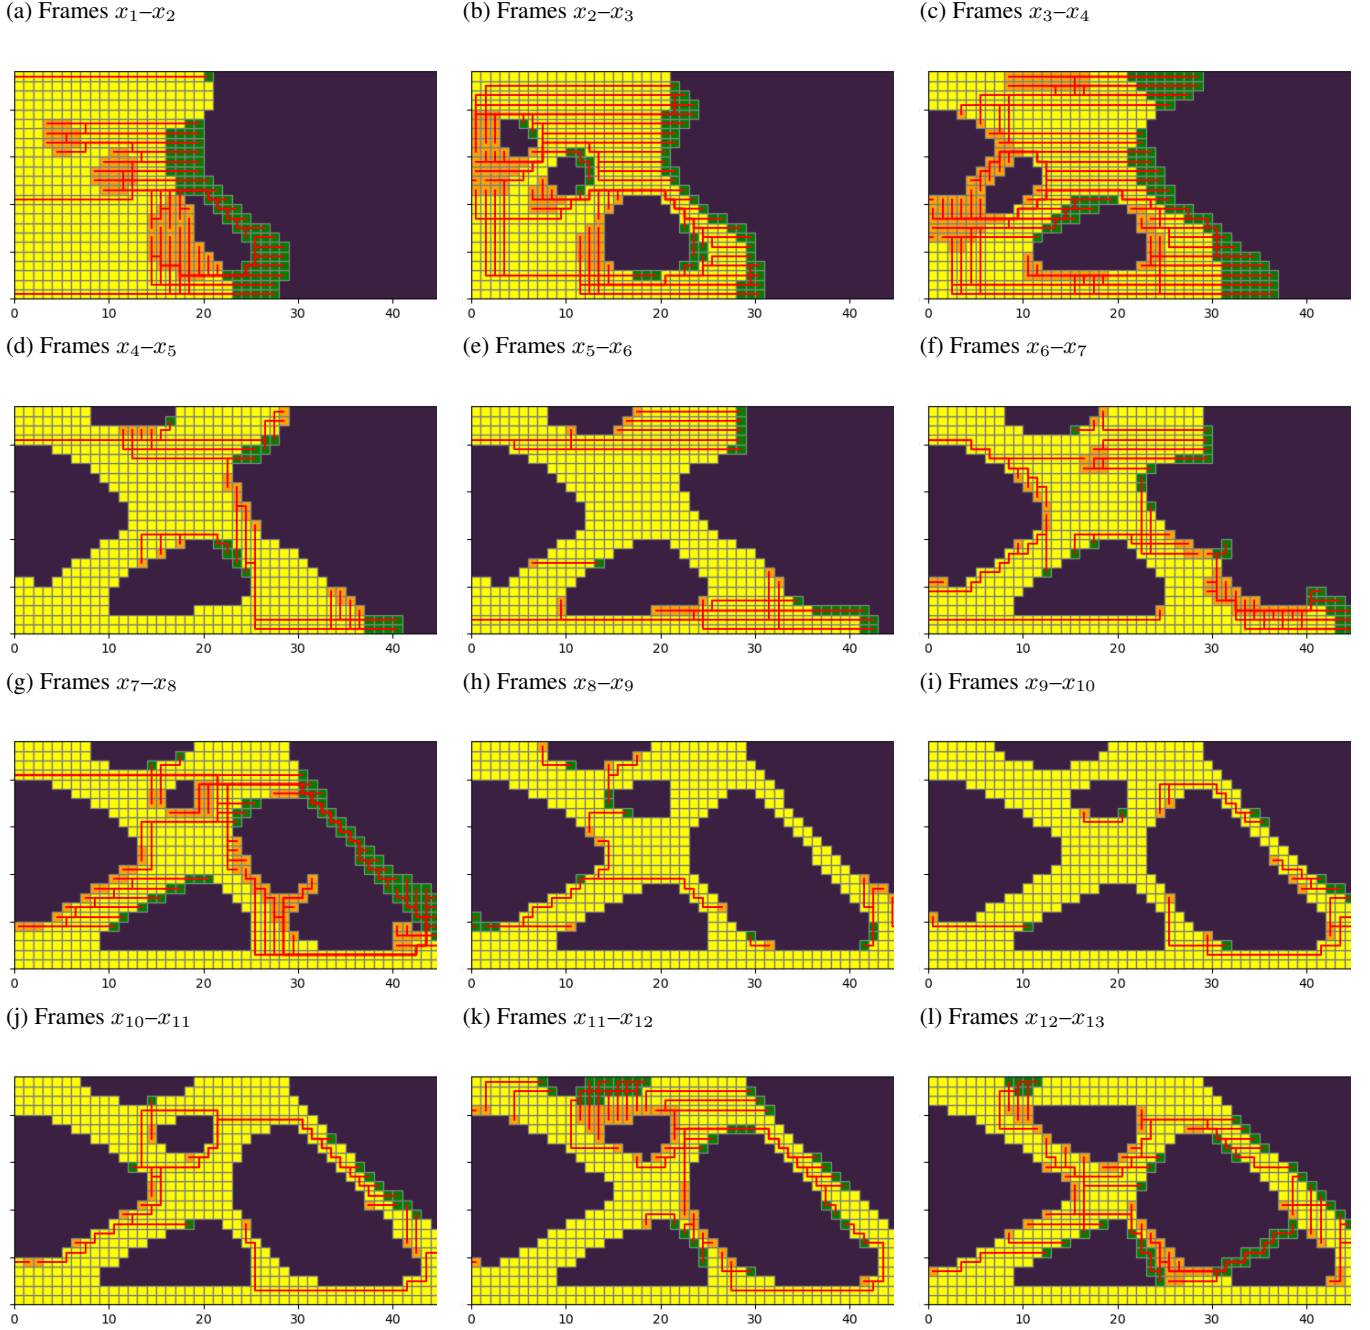 (a) Frames x₁–x₂
(b) Frames x₂–x₃
(c) Frames x₃–x₄
0 10 20 30 40
0 10 20 30 40
0 10 20 30 40
(d) Frames x₄–x₅
(e) Frames x₅–x₆
(f) Frames x₆–x₇
0 10 20 30 40
0 10 20 30 40
0 10 20 30 40
(g) Frames x₇–x₈
(h) Frames x₈–x₉
(i) Frames x₉–x₁₀
0 10 20 30 40
0 10 20 30 40
0 10 20 30 40
(j) Frames x₁₀–x₁₁
(k) Frames x₁₁–x₁₂
(l) Frames x₁₂–x₁₃
0 10 20 30 40
0 10 20 30 40
0 10 20 30 40